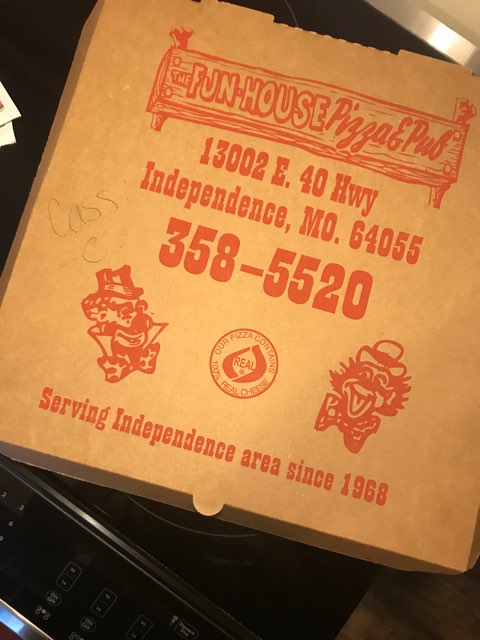 THE FUN-HOUSE Pizza & Pub
13002 E. 40 Hwy
Independence, MO. 64055
358-5520
Cass
C
OUR PIZZA CONTAINS
REAL®
100% REAL CHEESE
Serving Independence area since 1968